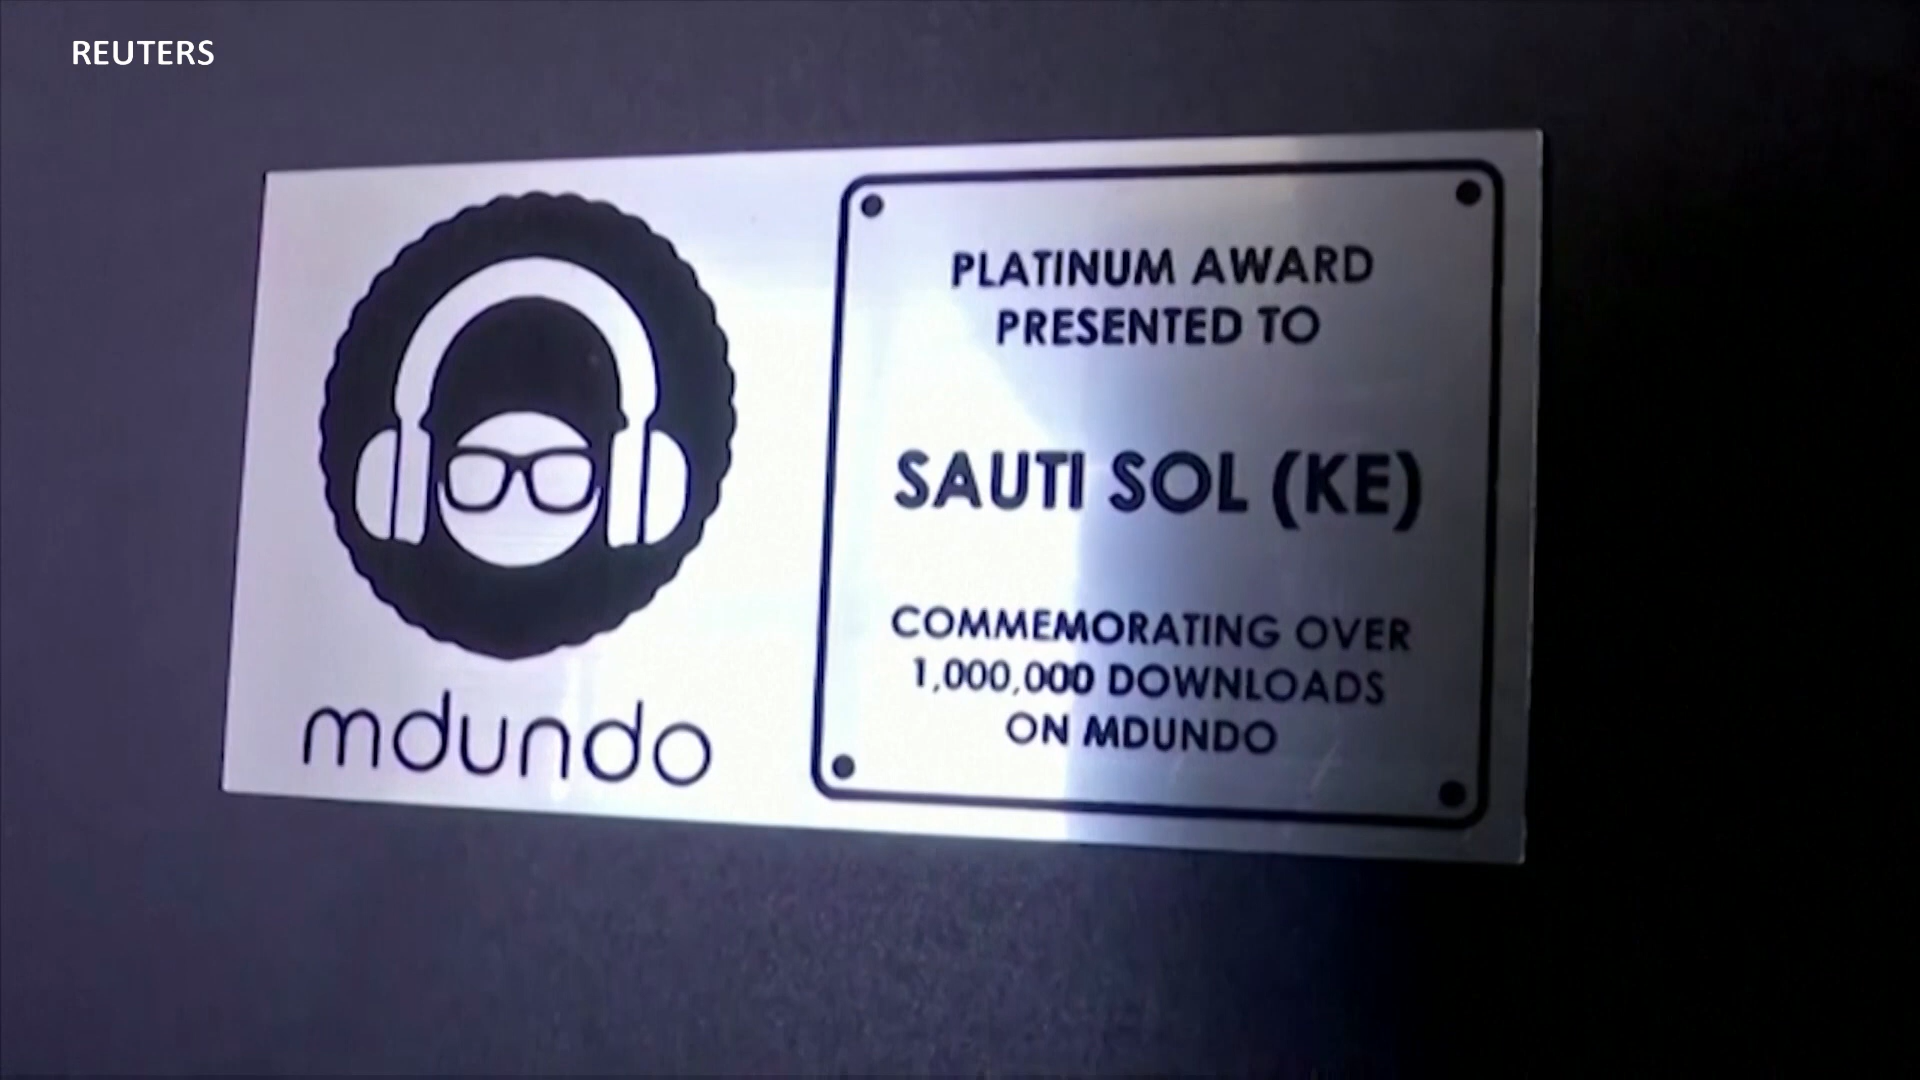 REUTERS
mdundo
PLATINUM AWARD
PRESENTED TO
SAUTI SOL (KE)
COMMEMORATING OVER
1,000,000 DOWNLOADS
ON MDUNDO